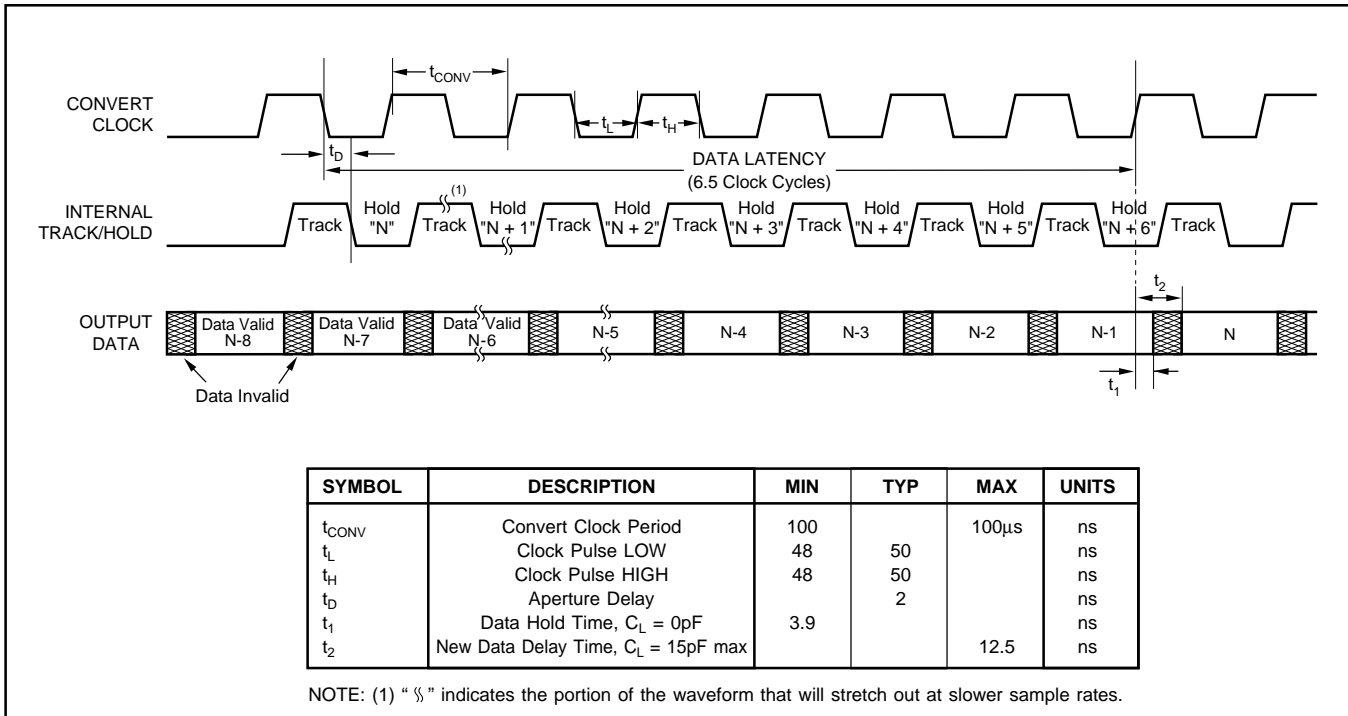 t_CONV
CONVERT
CLOCK
t_L
t_H
t_D
DATA LATENCY
(6.5 Clock Cycles)
(1)
INTERNAL
TRACK/HOLD
Track
Hold
"N"
Track
Hold
"N + 1"
Track
Hold
"N + 2"
Track
Hold
"N + 3"
Track
Hold
"N + 4"
Track
Hold
"N + 5"
Track
Hold
"N + 6"
Track
t_2
OUTPUT
DATA
Data Valid
N-8
Data Valid
N-7
Data Valid
N-6
N-5
N-4
N-3
N-2
N-1
N
t_1
Data Invalid
SYMBOL DESCRIPTION MIN TYP MAX UNITS
t_CONV Convert Clock Period 100 100µs ns
t_L Clock Pulse LOW 48 50 ns
t_H Clock Pulse HIGH 48 50 ns
t_D Aperture Delay 2 ns
t_1 Data Hold Time, C_L = 0pF 3.9 ns
t_2 New Data Delay Time, C_L = 15pF max 12.5 ns
NOTE: (1) " " indicates the portion of the waveform that will stretch out at slower sample rates.